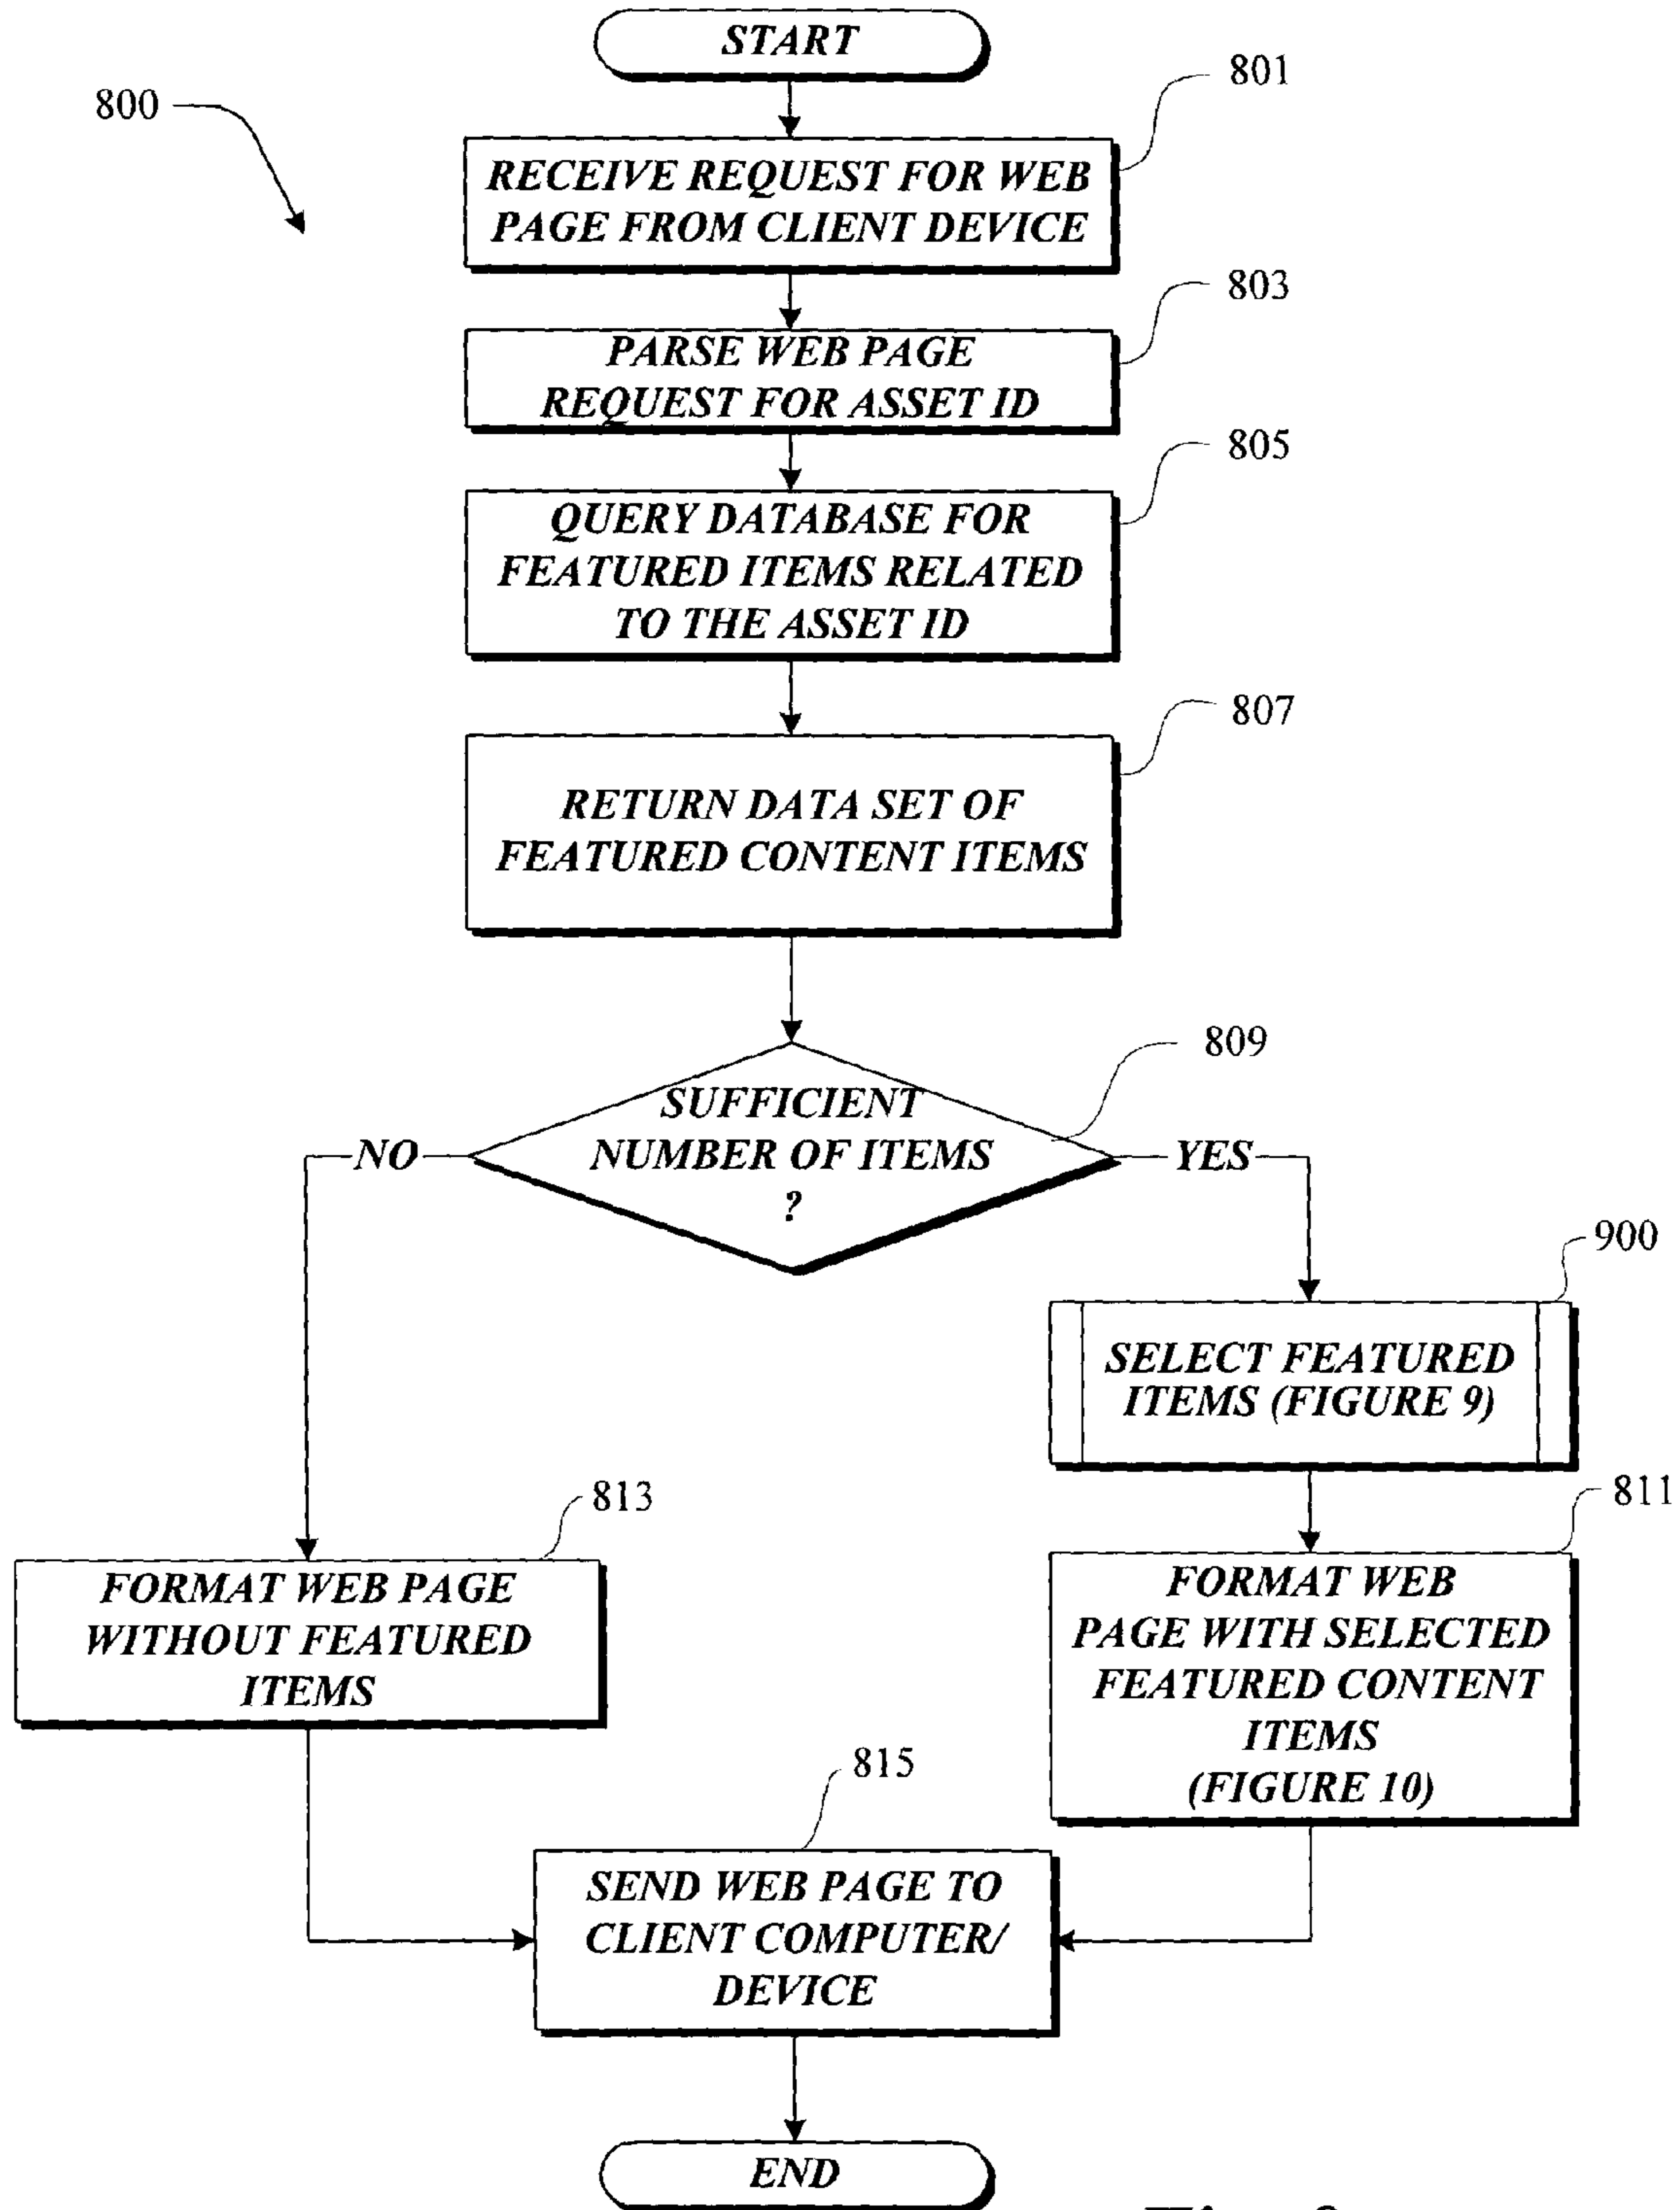 START
800
801
RECEIVE REQUEST FOR WEB
PAGE FROM CLIENT DEVICE
803
PARSE WEB PAGE
REQUEST FOR ASSET ID
805
QUERY DATABASE FOR
FEATURED ITEMS RELATED
TO THE ASSET ID
807
RETURN DATA SET OF
FEATURED CONTENT ITEMS
809
SUFFICIENT
NUMBER OF ITEMS
?
NO
YES
900
SELECT FEATURED
ITEMS (FIGURE 9)
813
FORMAT WEB PAGE
WITHOUT FEATURED
ITEMS
811
FORMAT WEB
PAGE WITH SELECTED
FEATURED CONTENT
ITEMS
(FIGURE 10)
815
SEND WEB PAGE TO
CLIENT COMPUTER/
DEVICE
END